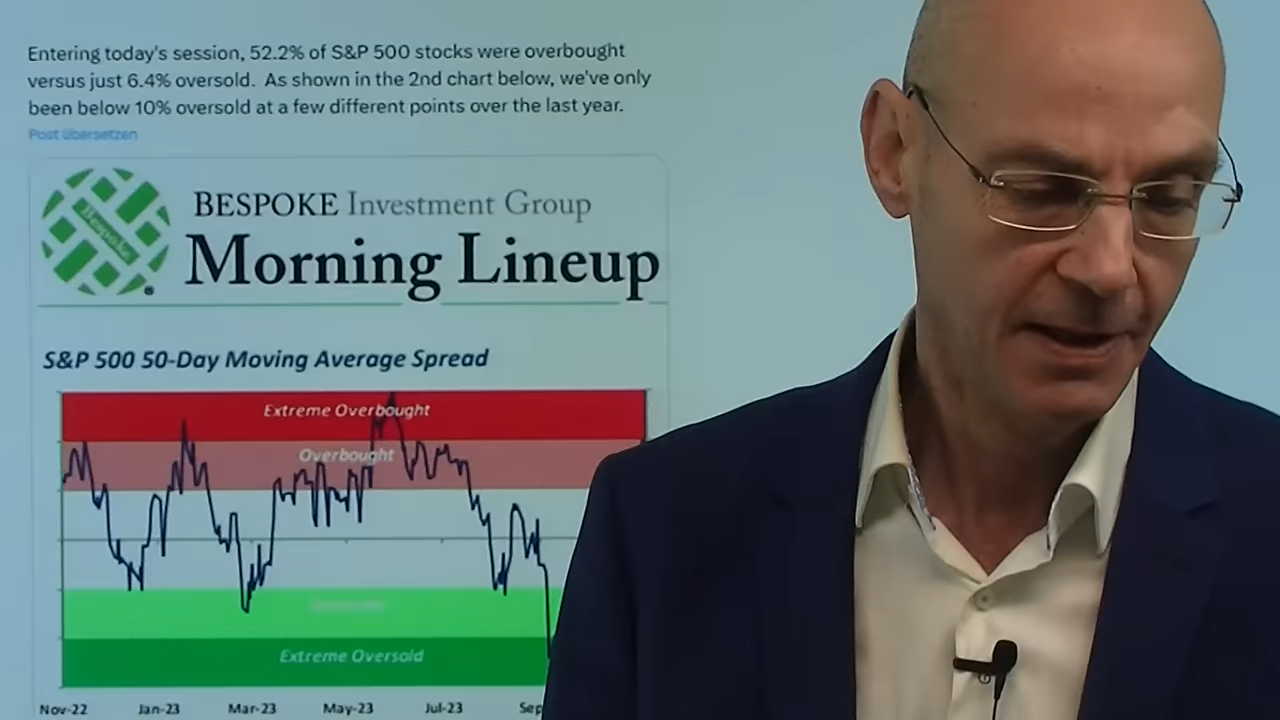 Entering today's session, 52.2% of S&P 500 stocks were overbought
versus just 6.4% oversold. As shown in the 2nd chart below, we've only
been below 10% oversold at a few different points over the last year.
Post übersetzen
Bespoke
BESPOKE Investment Group
Morning Lineup
S&P 500 50-Day Moving Average Spread
Extreme Overbought
Overbought
Extreme Oversold
Nov-22 Jan-23 Mar-23 May-23 Jul-23 Sep